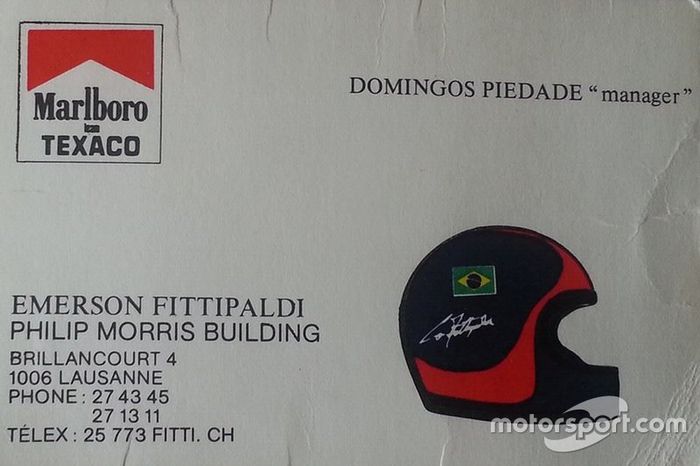 Marlboro
team
TEXACO
DOMINGOS PIEDADE “manager”
EMERSON FITTIPALDI
PHILIP MORRIS BUILDING
BRILLANCOURT 4
1006 LAUSANNE
PHONE : 27 43 45
27 13 11
TÉLEX : 25 773 FITTI. CH
motorsport.com